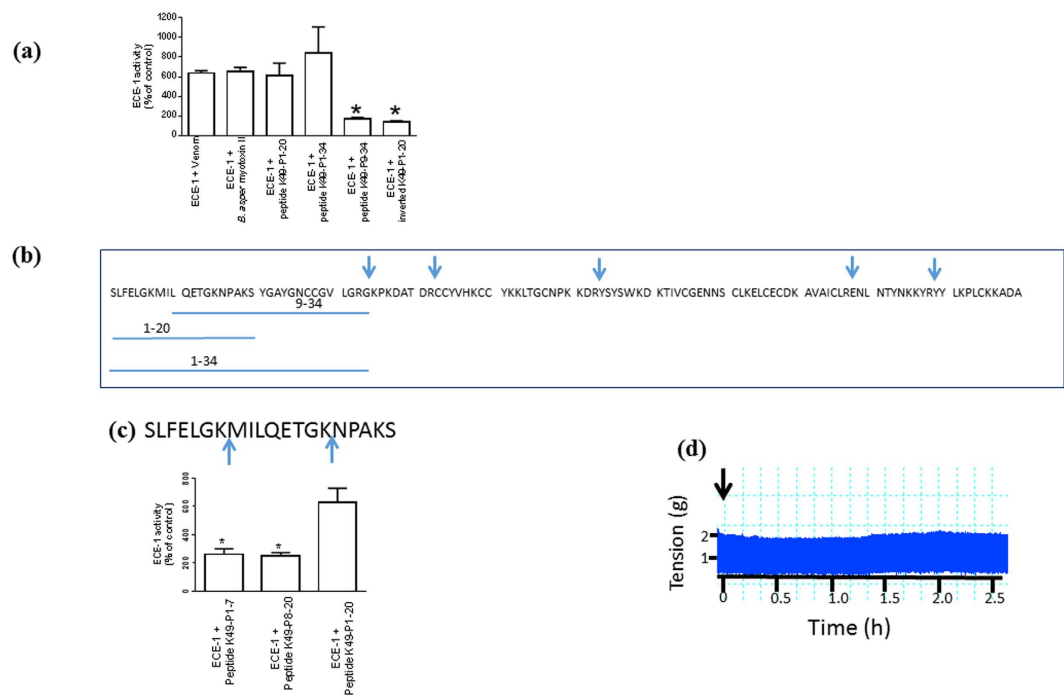 (a)
ECE-1 activity
(% of control)
1200
1000
800
600
400
200
0
*
*
ECE-1 + Venom
ECE-1 +
B. asper myotoxin II
ECE-1 +
peptide K49-P1-20
ECE-1 +
peptide K49-P1-34
ECE-1 +
peptide K49-P9-34
ECE-1 +
inverted K49-P1-20
(b)
SLFELGKMIL QETGKNPAKS YGAYGNCCGV LGRGKPKDAT DRCCYVHKCC YKKLTGCNPK KDRYSYSWKD KTIVCGENNS CLKELCECDK AVAICLRENL NTYNKKYRYY LKPLCKKADA
9-34
1-20
1-34
(c) SLFELGKMILQETGKNPAKS
ECE-1 activity
(% of control)
800
600
400
200
0
*
*
ECE-1 +
Peptide K49-P1-7
ECE-1 +
Peptide K49-P8-20
ECE-1 +
Peptide K49-P1-20
(d)
Tension (g)
2
1
0 0.5 1.0 1.5 2.0 2.5
Time (h)